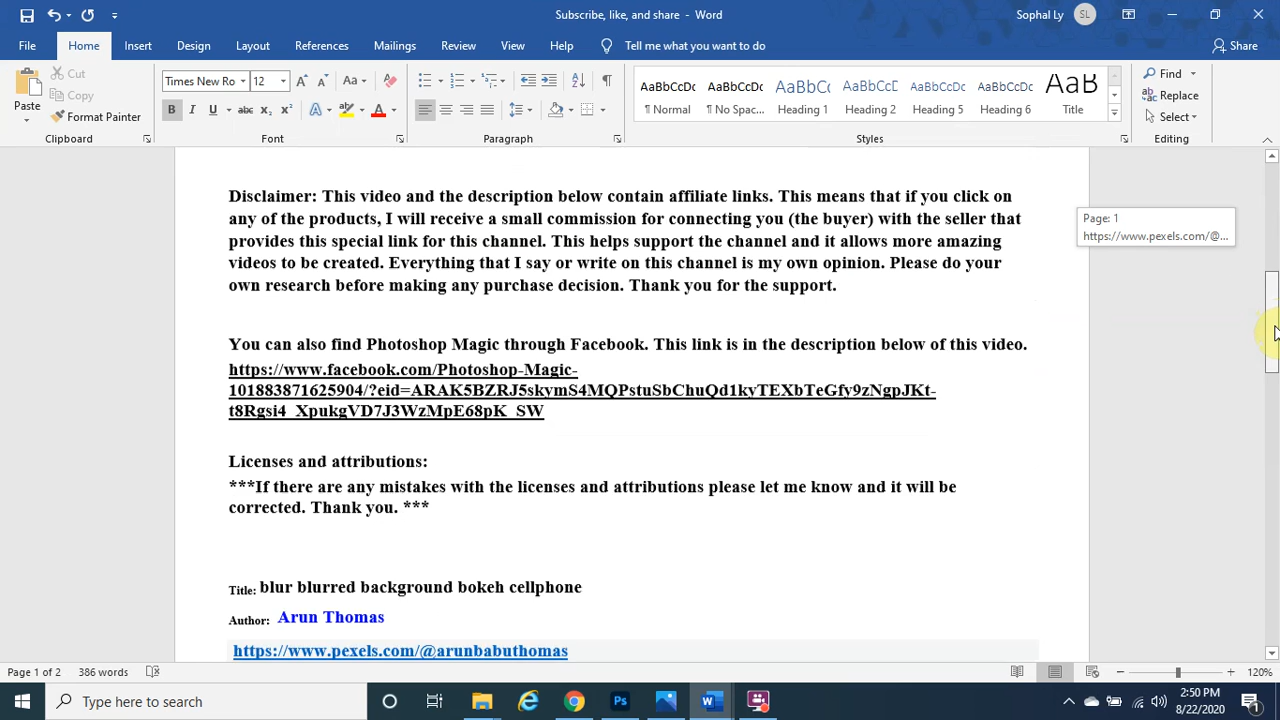 Subscribe, like, and share - Word
Sophal Ly SL
File Home Insert Design Layout References Mailings Review View Help Tell me what you want to do Share
Paste
Cut
Copy
Format Painter
Clipboard
Times New Ro 12 Aa
B I U abc x₂ x² A A
Font
Paragraph
AaBbCcDc AaBbCcDc AaBbCc AaBbCcD AaBbCcDc AaBbCcD AaB
¶ Normal ¶ No Spac... Heading 1 Heading 2 Heading 5 Heading 6 Title
Styles
Find
Replace
Select
Editing
Disclaimer: This video and the description below contain affiliate links. This means that if you click on
any of the products, I will receive a small commission for connecting you (the buyer) with the seller that
provides this special link for this channel. This helps support the channel and it allows more amazing
videos to be created. Everything that I say or write on this channel is my own opinion. Please do your
own research before making any purchase decision. Thank you for the support.
Page: 1
https://www.pexels.com/@...
You can also find Photoshop Magic through Facebook. This link is in the description below of this video.
https://www.facebook.com/Photoshop-Magic-
101883871625904/?eid=ARAK5BZRJ5skymS4MQPstuSbChuQd1kyTEXbTeGfy9zNgpJKt-
t8Rgsi4_XpukgVD7J3WzMpE68pK_SW
Licenses and attributions:
***If there are any mistakes with the licenses and attributions please let me know and it will be
corrected. Thank you. ***
Title: blur blurred background bokeh cellphone
Author: Arun Thomas
https://www.pexels.com/@arunbabuthomas
Page 1 of 2 386 words 120%
Type here to search
2:50 PM
8/22/2020